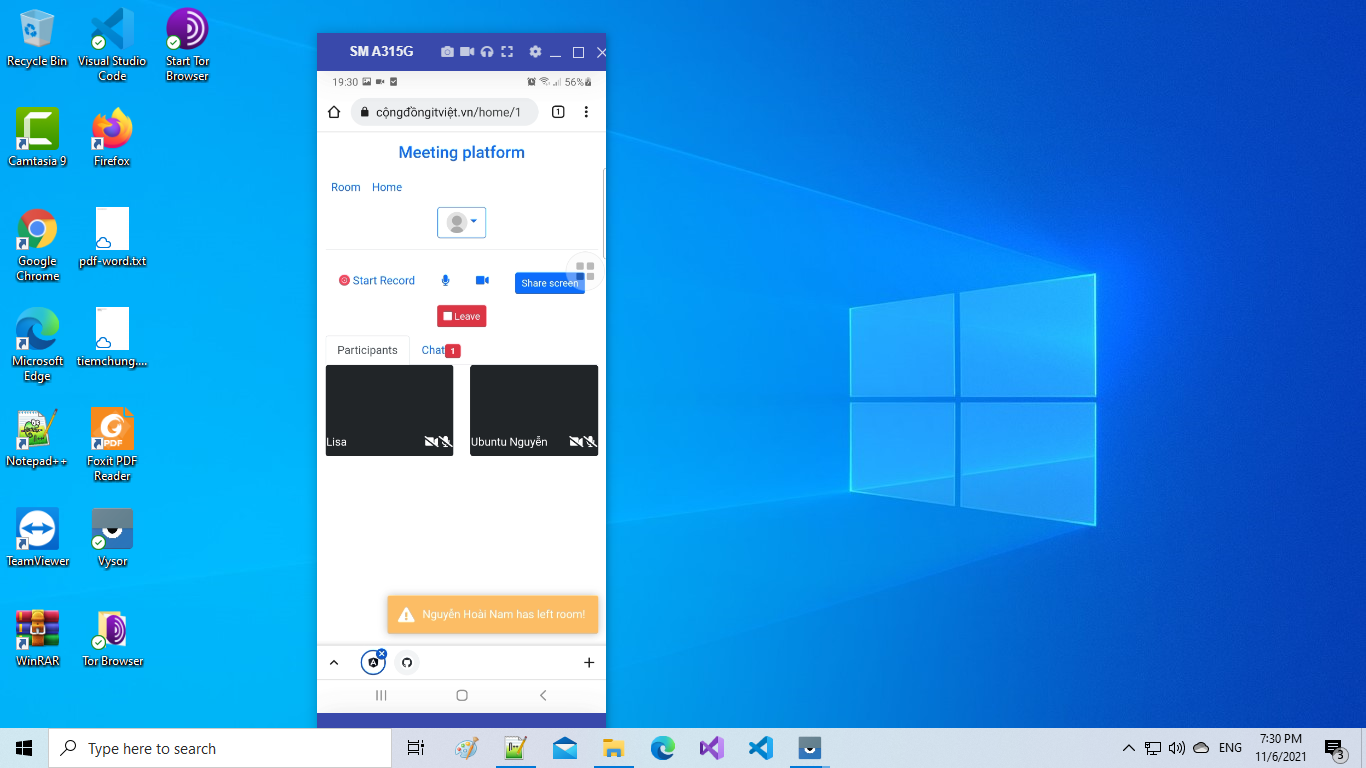 Recycle Bin
Visual Studio
Code
Start Tor
Browser
Camtasia 9
Firefox
Google
Chrome
pdf-word.txt
Microsoft
Edge
tiemchung....
Notepad++
Foxit PDF
Reader
TeamViewer
Vysor
WinRAR
Tor Browser
SM A315G
19:30
56%
cộngđồngitviệt.vn/home/1
1
Meeting platform
Room Home
Start Record
Share screen
Leave
Participants
Chat 1
Lisa
Ubuntu Nguyễn
Nguyễn Hoài Nam has left room!
Type here to search
ENG
7:30 PM
11/6/2021
3